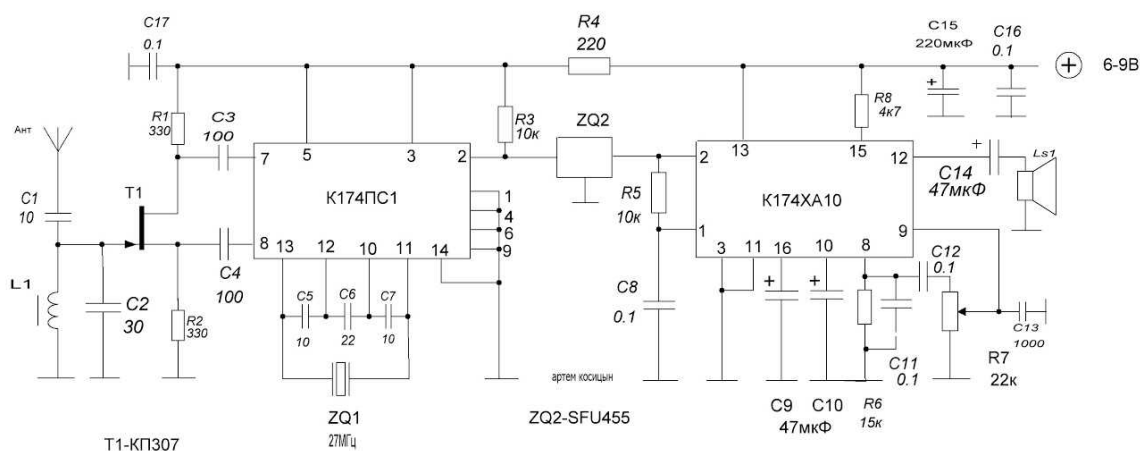 C17
0.1
R4
220
C15
220мкФ
C16
0.1
6-9В
R1
330
C3
100
R3
10к
ZQ2
R8
4к7
Ант
7
5
3
2
2
13
15
12
Ls1
C1
10
T1
К174ПС1
1
4
6
9
R5
10к
К174ХА10
C14
47мкФ
8
13
12
10
11
14
1
3
11
16
10
8
9
L1
C2
30
C4
100
R2
330
C5
10
C6
22
C7
10
C8
0.1
C12
0.1
C13
1000
R7
22к
C11
0.1
ZQ1
27МГц
артем косицын
ZQ2-SFU455
C9
C10
47мкФ
R6
15к
Т1-КП307